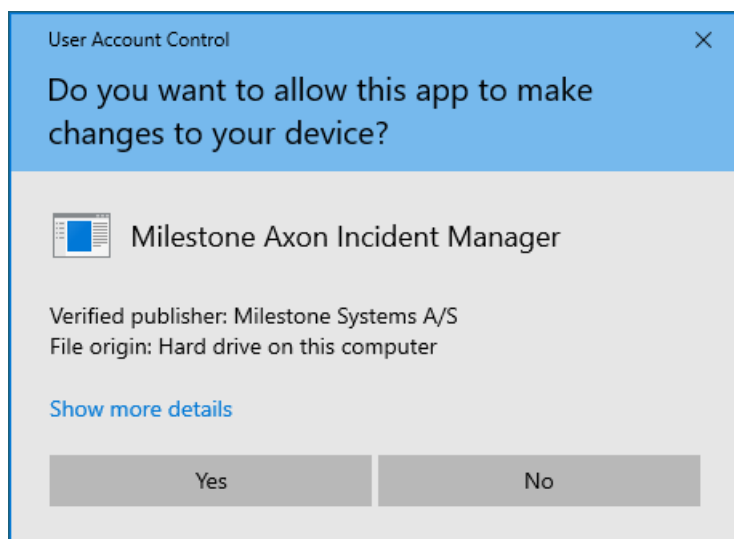 User Account Control
Do you want to allow this app to make
changes to your device?
Milestone Axon Incident Manager
Verified publisher: Milestone Systems A/S
File origin: Hard drive on this computer
Show more details
Yes
No